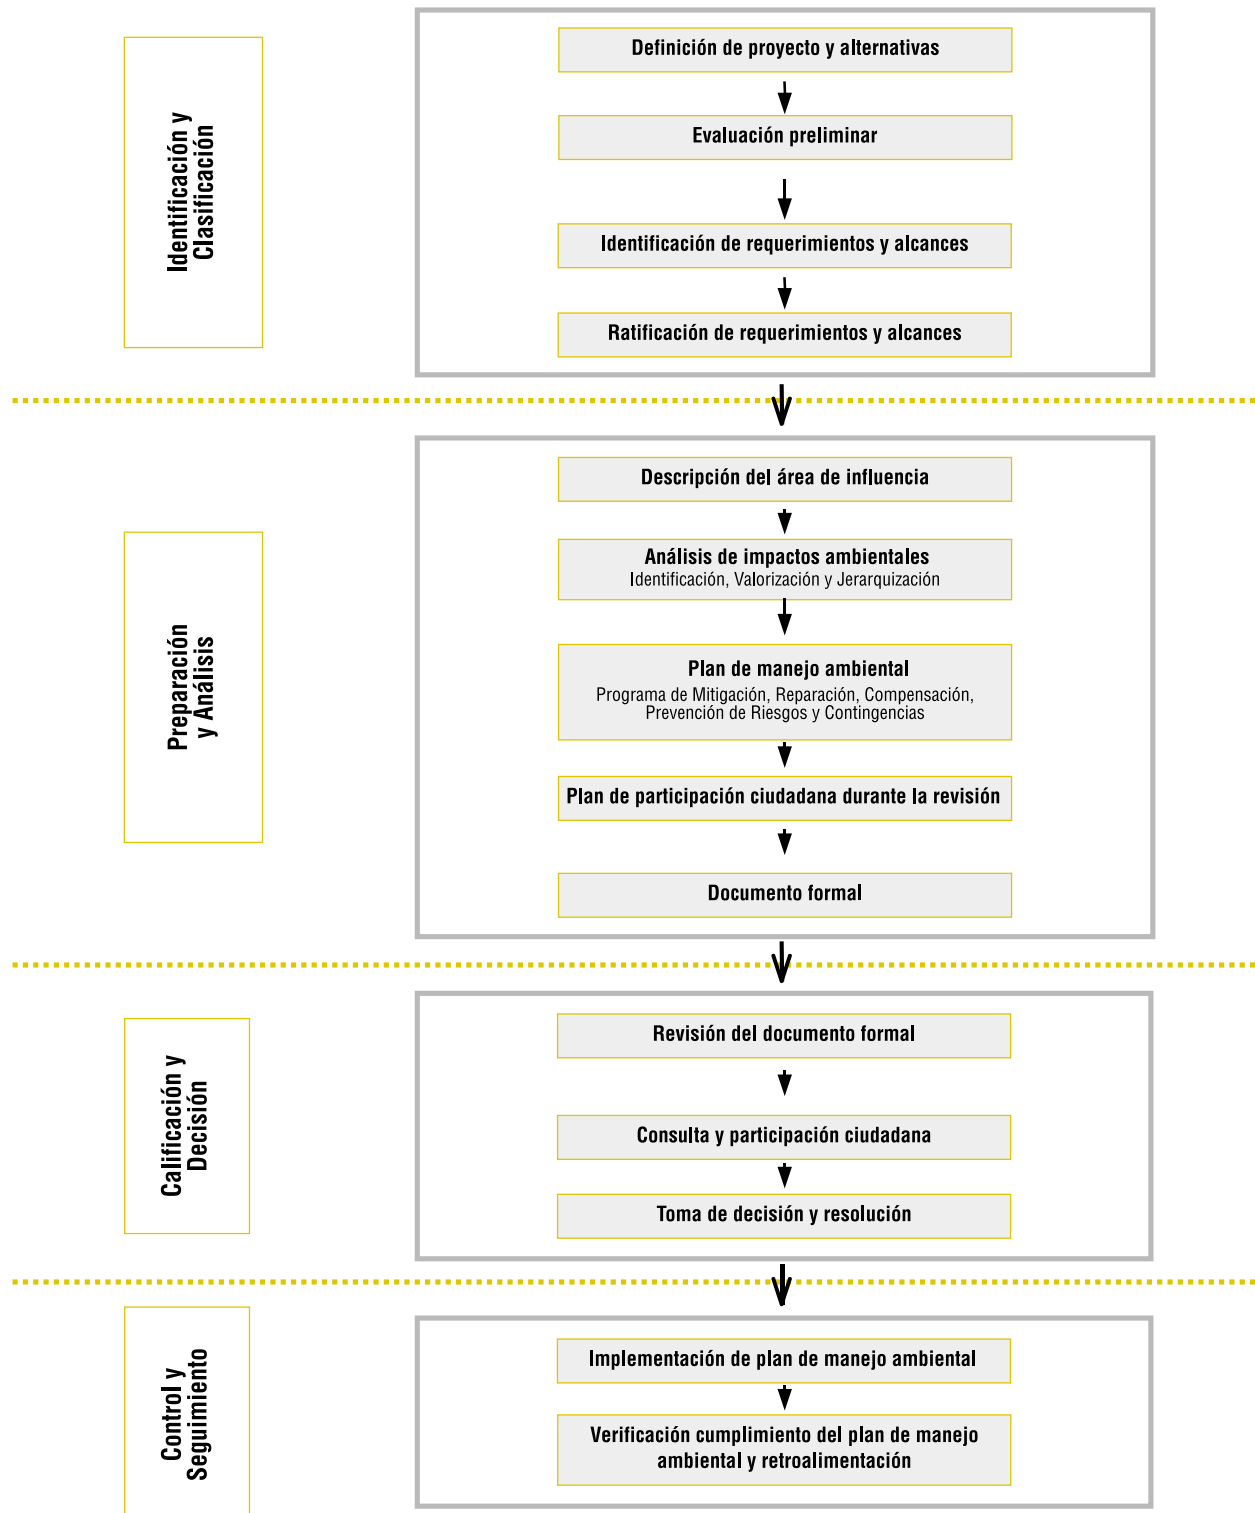 Identificación y
Clasificación
Definición de proyecto y alternativas
Evaluación preliminar
Identificación de requerimientos y alcances
Ratificación de requerimientos y alcances
Preparación
y Análisis
Descripción del área de influencia
Análisis de impactos ambientales
Identificación, Valorización y Jerarquización
Plan de manejo ambiental
Programa de Mitigación, Reparación, Compensación,
Prevención de Riesgos y Contingencias
Plan de participación ciudadana durante la revisión
Documento formal
Calificación y
Decisión
Revisión del documento formal
Consulta y participación ciudadana
Toma de decisión y resolución
Control y
Seguimiento
Implementación de plan de manejo ambiental
Verificación cumplimiento del plan de manejo
ambiental y retroalimentación